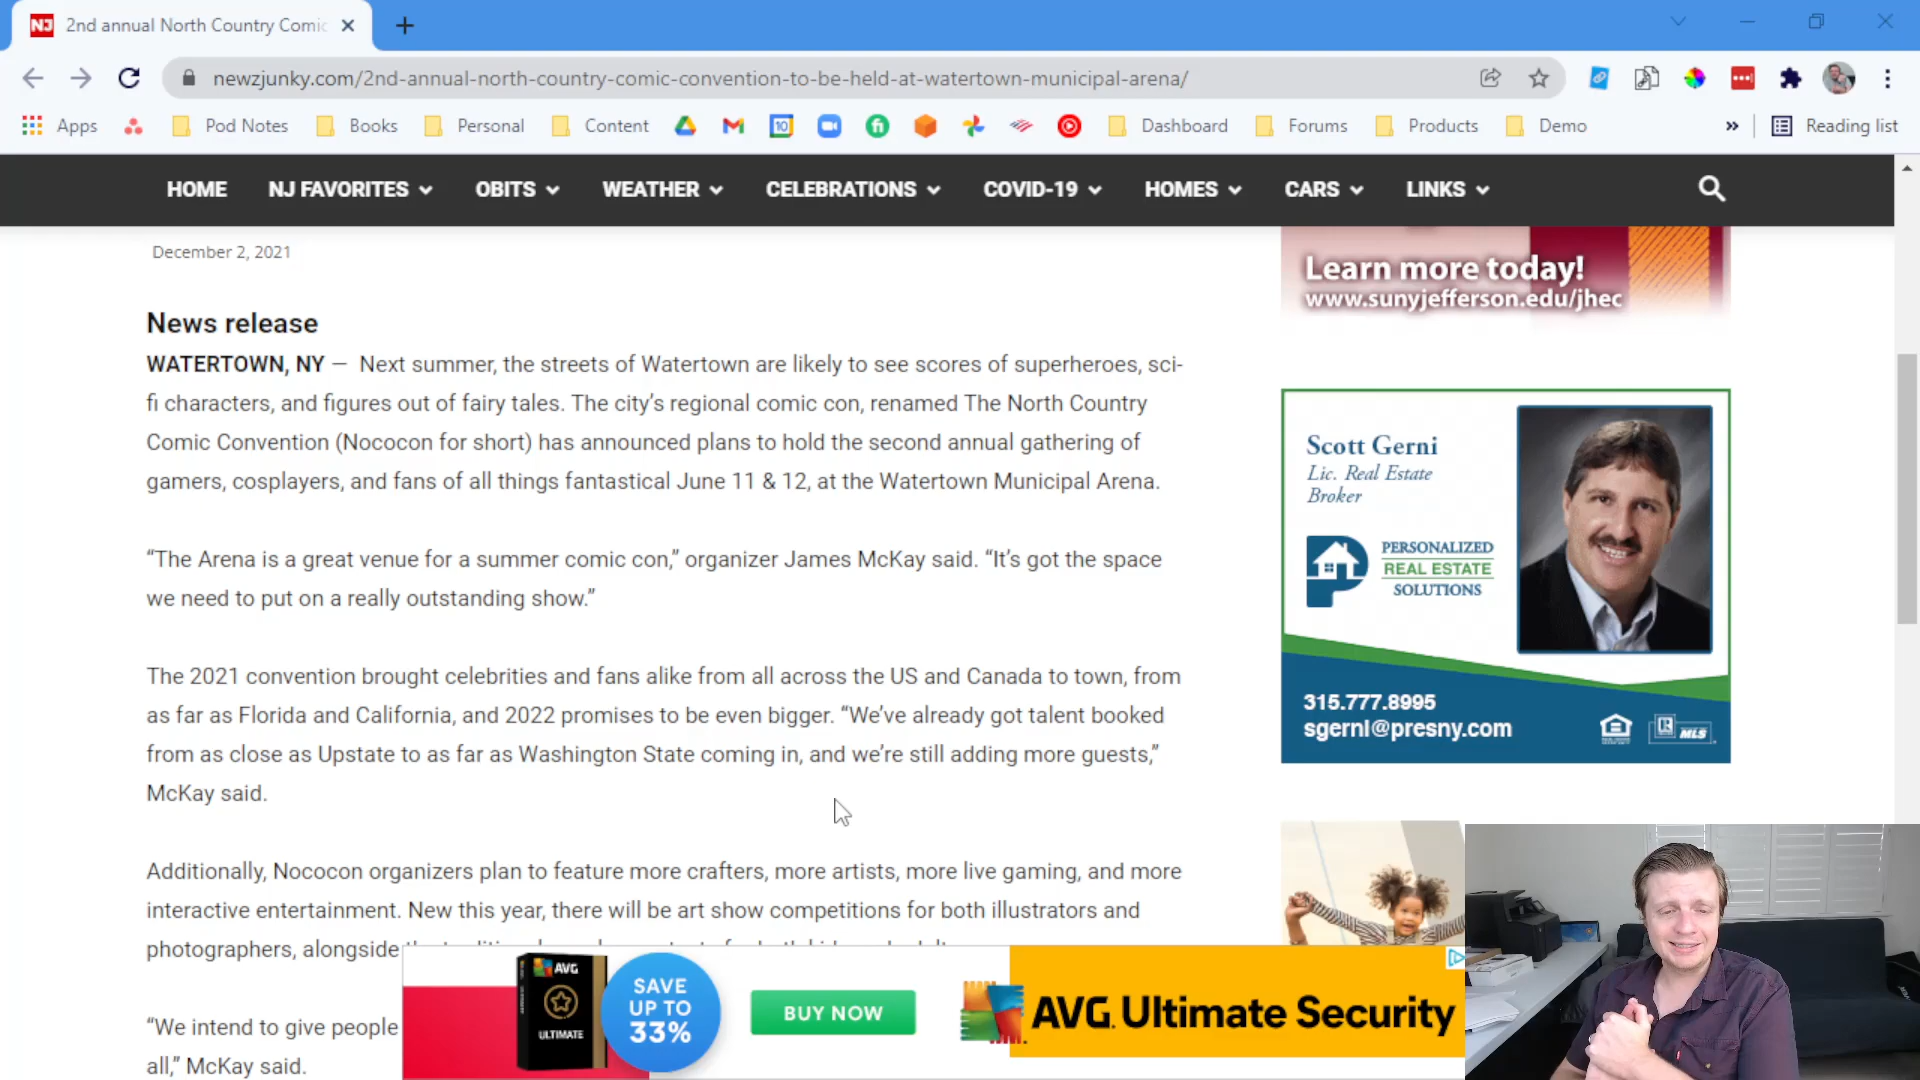 NJ 2nd annual North Country Comic
newzjunky.com/2nd-annual-north-country-comic-convention-to-be-held-at-watertown-municipal-arena/
Apps Pod Notes Books Personal Content 10 Dashboard Forums Products Demo » Reading list
HOME NJ FAVORITES OBITS WEATHER CELEBRATIONS COVID-19 HOMES CARS LINKS
December 2, 2021
News release
WATERTOWN, NY — Next summer, the streets of Watertown are likely to see scores of superheroes, sci-
fi characters, and figures out of fairy tales. The city’s regional comic con, renamed The North Country
Comic Convention (Nococon for short) has announced plans to hold the second annual gathering of
gamers, cosplayers, and fans of all things fantastical June 11 & 12, at the Watertown Municipal Arena.
“The Arena is a great venue for a summer comic con,” organizer James McKay said. “It’s got the space
we need to put on a really outstanding show.”
The 2021 convention brought celebrities and fans alike from all across the US and Canada to town, from
as far as Florida and California, and 2022 promises to be even bigger. “We’ve already got talent booked
from as close as Upstate to as far as Washington State coming in, and we’re still adding more guests,”
McKay said.
Additionally, Nococon organizers plan to feature more crafters, more artists, more live gaming, and more
interactive entertainment. New this year, there will be art show competitions for both illustrators and
photographers, alongside
“We intend to give people
all,” McKay said.
Learn more today!
www.sunyjefferson.edu/jhec
Scott Gerni
Lic. Real Estate
Broker
PERSONALIZED
REAL ESTATE
SOLUTIONS
315.777.8995
sgerni@presny.com
MLS
AVG
ULTIMATE
SAVE
UP TO
33%
BUY NOW
AVG Ultimate Security